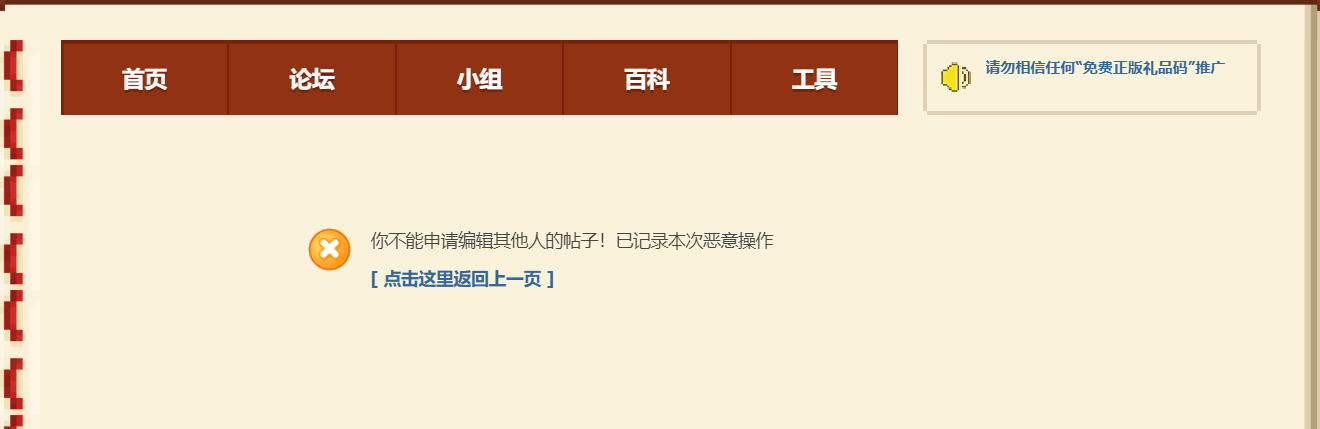 首页
论坛
小组
百科
工具
请勿相信任何“免费正版礼品码”推广
你不能申请编辑其他人的帖子！已记录本次恶意操作
[ 点击这里返回上一页 ]